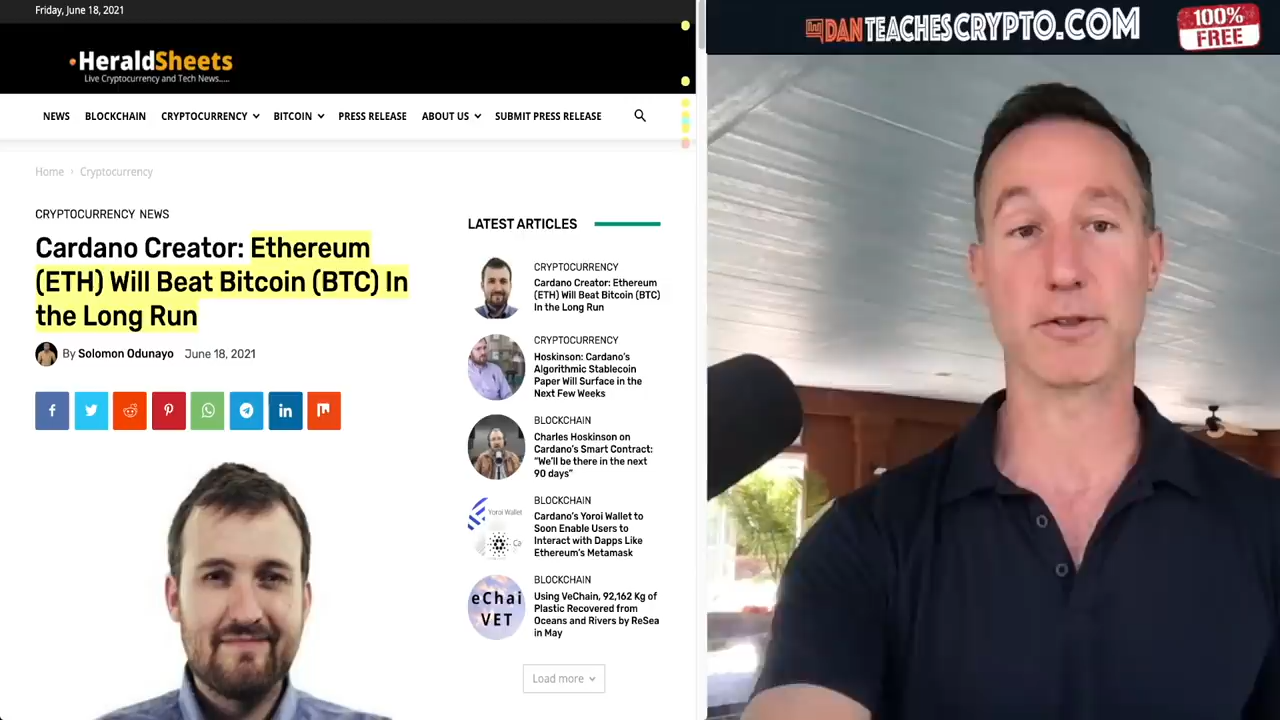 Friday, June 18, 2021
HeraldSheets
Live Cryptocurrency and Tech News.....
NEWS BLOCKCHAIN CRYPTOCURRENCY BITCOIN PRESS RELEASE ABOUT US SUBMIT PRESS RELEASE
Home › Cryptocurrency
CRYPTOCURRENCY NEWS
Cardano Creator: Ethereum
(ETH) Will Beat Bitcoin (BTC) In
the Long Run
By Solomon Odunayo June 18, 2021
LATEST ARTICLES
CRYPTOCURRENCY
Cardano Creator: Ethereum
(ETH) Will Beat Bitcoin (BTC)
In the Long Run
CRYPTOCURRENCY
Hoskinson: Cardano's
Algorithmic Stablecoin
Paper Will Surface in the
Next Few Weeks
BLOCKCHAIN
Charles Hoskinson on
Cardano's Smart Contract:
"We'll be there in the next
90 days"
Yoroi Wallet
Ca
BLOCKCHAIN
Cardano's Yoroi Wallet to
Soon Enable Users to
Interact with Dapps Like
Ethereum's Metamask
eChai
VET
BLOCKCHAIN
Using VeChain, 92,162 Kg of
Plastic Recovered from
Oceans and Rivers by ReSea
in May
Load more
DANTEACHESCRYPTO.COM
100%
FREE